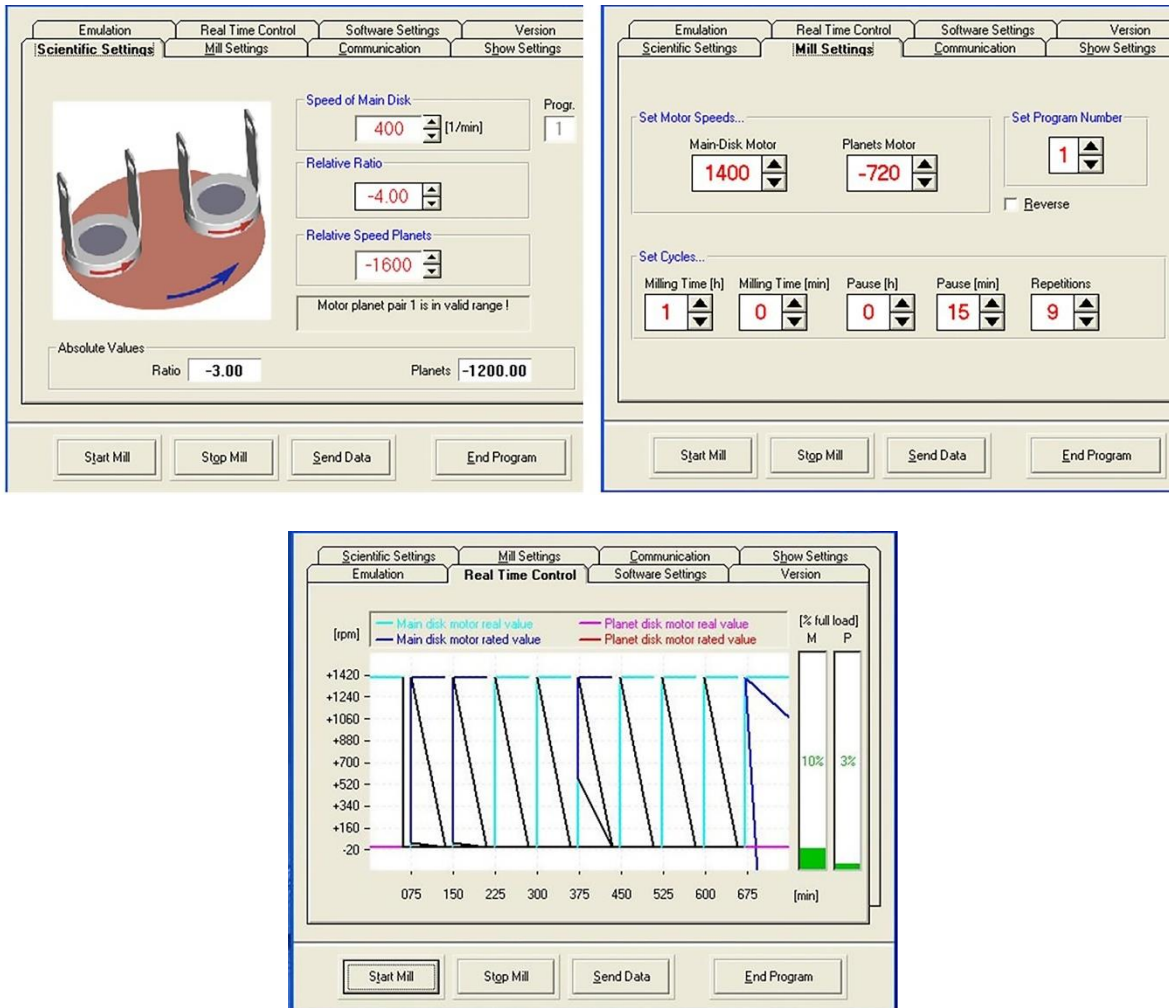 Emulation Real Time Control Software Settings Version
Scientific Settings Mill Settings Communication Show Settings
Speed of Main Disk
400 [1/min]
Progr.
1
Relative Ratio
-4.00
Relative Speed Planets
-1600
Motor planet pair 1 is in valid range !
Absolute Values
Ratio -3.00 Planets -1200.00
Start Mill Stop Mill Send Data End Program
Emulation Real Time Control Software Settings Version
Scientific Settings Mill Settings Communication Show Settings
Set Motor Speeds...
Main-Disk Motor Planets Motor
1400 -720
Set Program Number
1
Reverse
Set Cycles...
Milling Time [h] Milling Time [min] Pause [h] Pause [min] Repetitions
1 0 0 15 9
Start Mill Stop Mill Send Data End Program
Scientific Settings Mill Settings Communication Show Settings
Emulation Real Time Control Software Settings Version
[rpm]
Main disk motor real value Planet disk motor real value
Main disk motor rated value Planet disk motor rated value
[% full load]
M P
+1420
+1240
+1060
+880
+700
+520
+340
+160
-20
10% 3%
075 150 225 300 375 450 525 600 675 [min]
Start Mill Stop Mill Send Data End Program